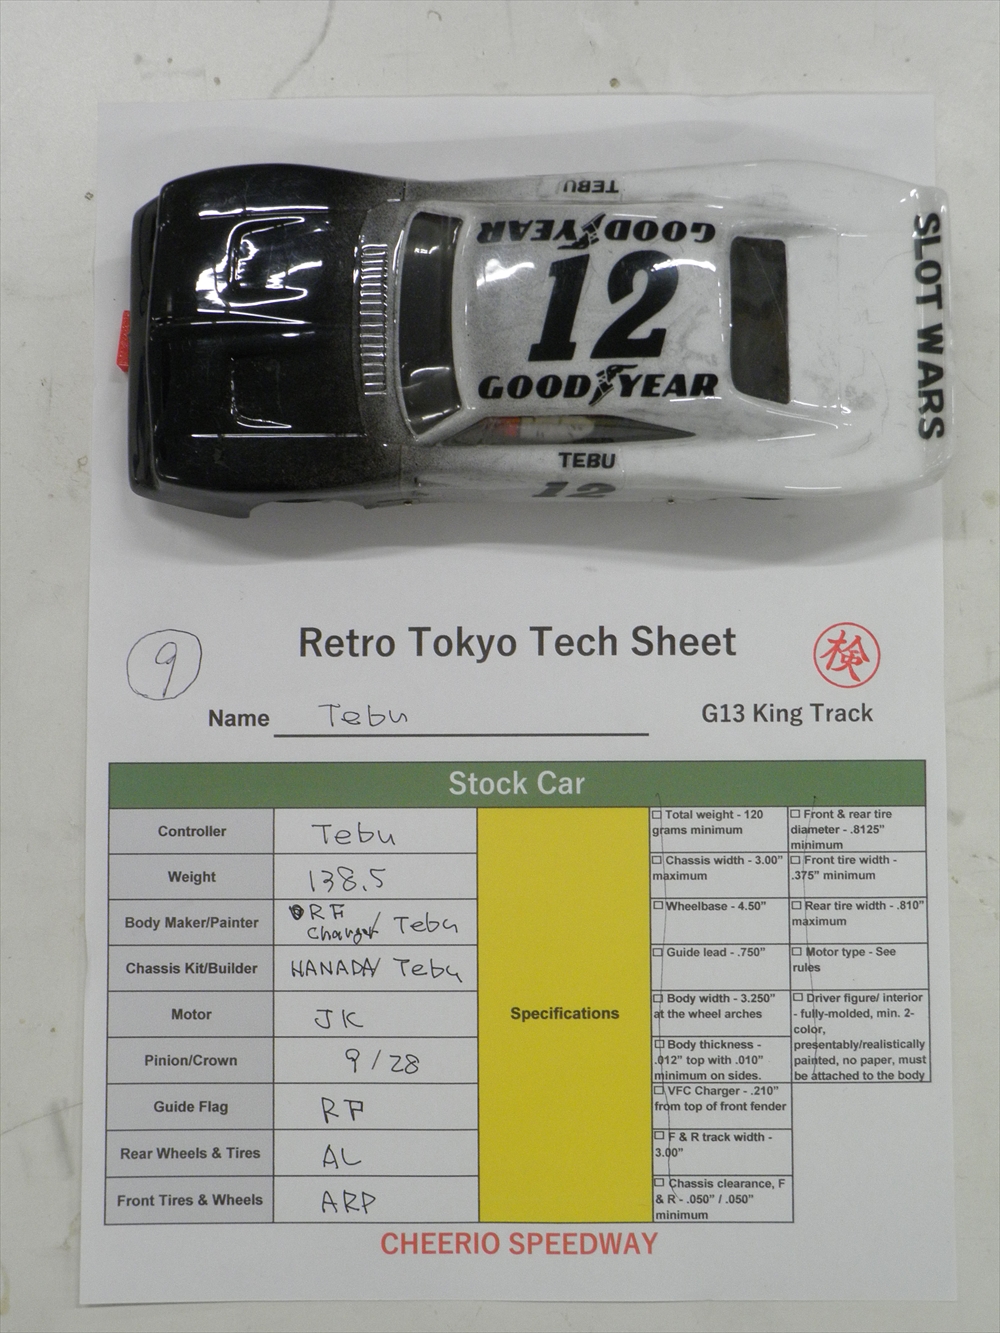 TEBU
GOOD YEAR
12
GOOD YEAR
SLOT WARS
TEBU
12
9
Retro Tokyo Tech Sheet
検
Name Tebu
G13 King Track
Stock Car
Controller Tebu
Weight 138.5
Body Maker/Painter RF Charger / Tebu
Chassis Kit/Builder HANADA/ Tebu
Motor JK
Pinion/Crown 9/28
Guide Flag RF
Rear Wheels & Tires AL
Front Tires & Wheels ARP
Specifications
☐ Total weight - 120
grams minimum
☐ Chassis width - 3.00"
maximum
☐ Wheelbase - 4.50"
☐ Guide lead - .750"
☐ Body width - 3.250"
at the wheel arches
☐ Body thickness -
.012" top with .010"
minimum on sides.
☐ VFC Charger - .210"
from top of front fender
☐ F & R track width -
3.00"
☐ Chassis clearance, F
& R - .050" / .050"
minimum
☐ Front & rear tire
diameter - .8125"
minimum
☐ Front tire width -
.375" minimum
☐ Rear tire width - .810"
maximum
☐ Motor type - See
rules
☐ Driver figure/ interior
- fully-molded, min. 2-
color,
presentably/realistically
painted, no paper, must
be attached to the body
CHEERIO SPEEDWAY